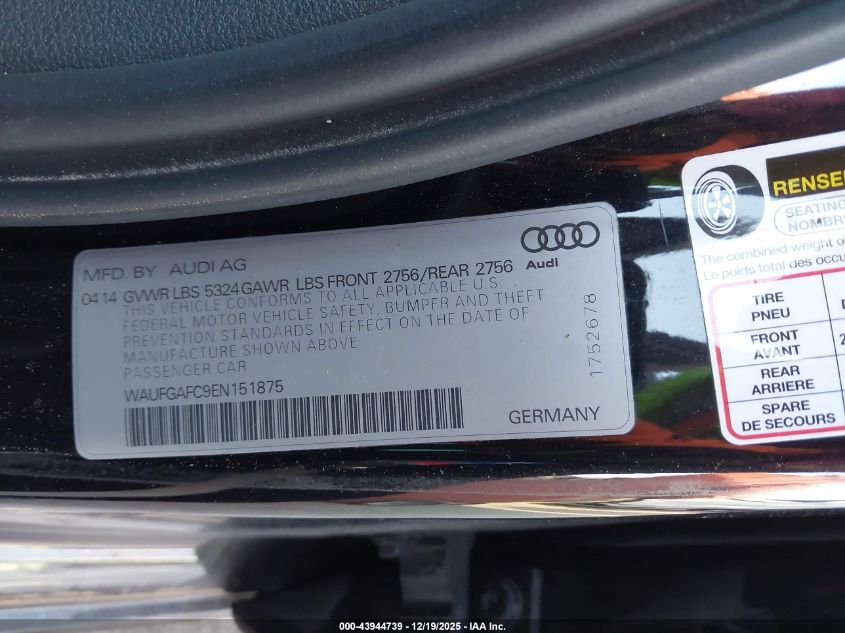 MFD. BY AUDI AG
0414 GVWR LBS 5324 GAWR LBS FRONT 2756/REAR 2756
THIS VEHICLE CONFORMS TO ALL APPLICABLE U.S.
FEDERAL MOTOR VEHICLE SAFETY, BUMPER AND THEFT
PREVENTION STANDARDS IN EFFECT ON THE DATE OF
MANUFACTURE SHOWN ABOVE
PASSENGER CAR
WAUFGAFC9EN151875
GERMANY
Audi
1752678
RENSE
SEATING
NOMBR
The combined weight o
Le poids total des occu
TIRE
PNEU
FRONT
AVANT
2
REAR
ARRIERE
SPARE
DE SECOURS
000-43944739 - 12/19/2025 - IAA Inc.